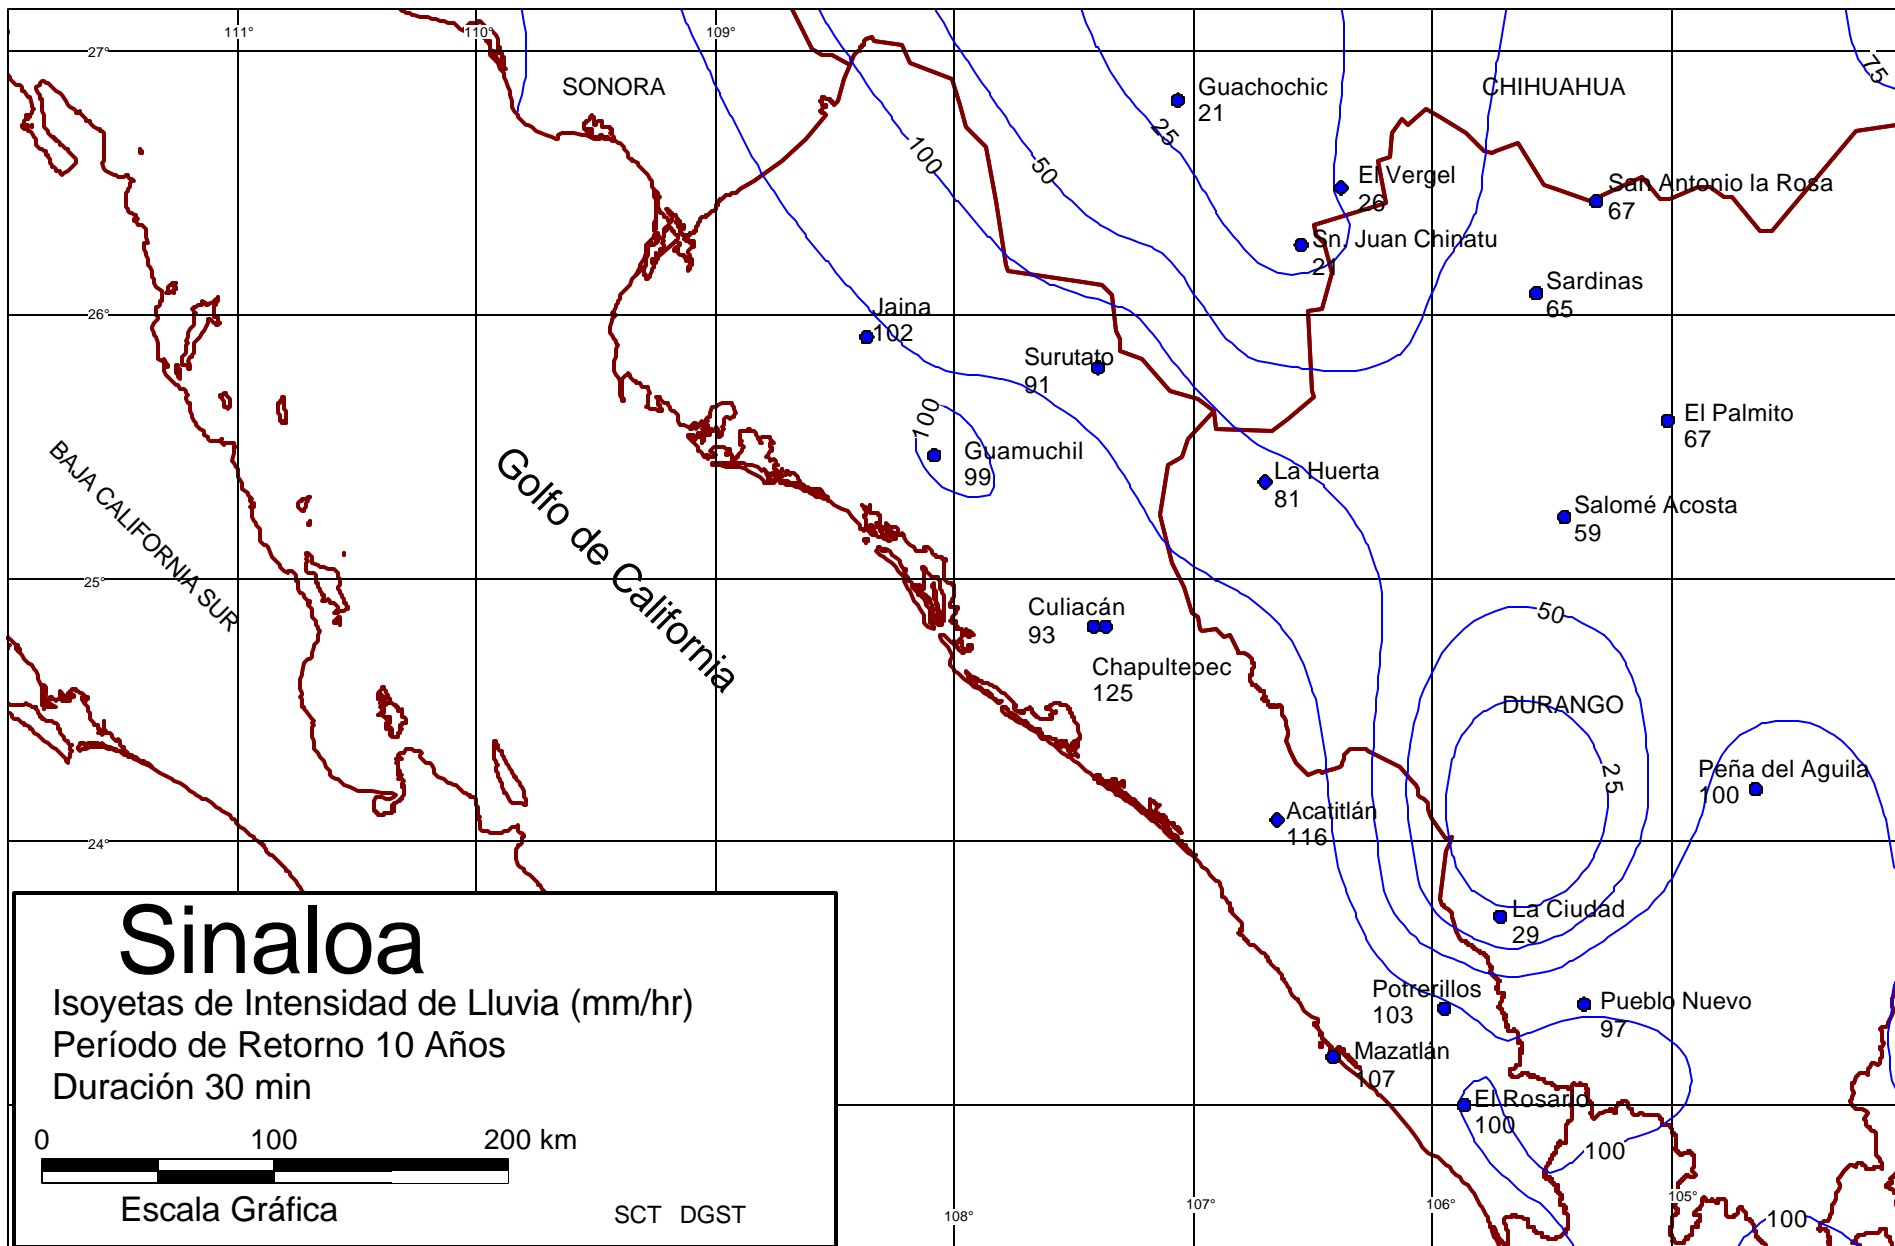 111°
110°
109°
27°
SONORA
Guachochic
21
CHIHUAHUA
75
25
100
50
El Vergel
26
San Antonio la Rosa
67
Sn. Juan Chinatu
21
Sardinas
65
26°
Jaina
102
Surutato
91
El Palmito
67
100
Guamuchil
99
La Huerta
81
Salomé Acosta
59
BAJA CALIFORNIA SUR
Golfo de California
25°
Culiacán
93
Chapultepec
125
50
DURANGO
25
Peña del Aguila
100
Acatitlán
116
24°
La Ciudad
29
Potrerillos
103
Pueblo Nuevo
97
Mazatlán
107
El Rosario
100
100
108°
107°
106°
105°
100
Sinaloa
Isoyetas de Intensidad de Lluvia (mm/hr)
Período de Retorno 10 Años
Duración 30 min
0 100 200 km
Escala Gráfica
SCT DGST